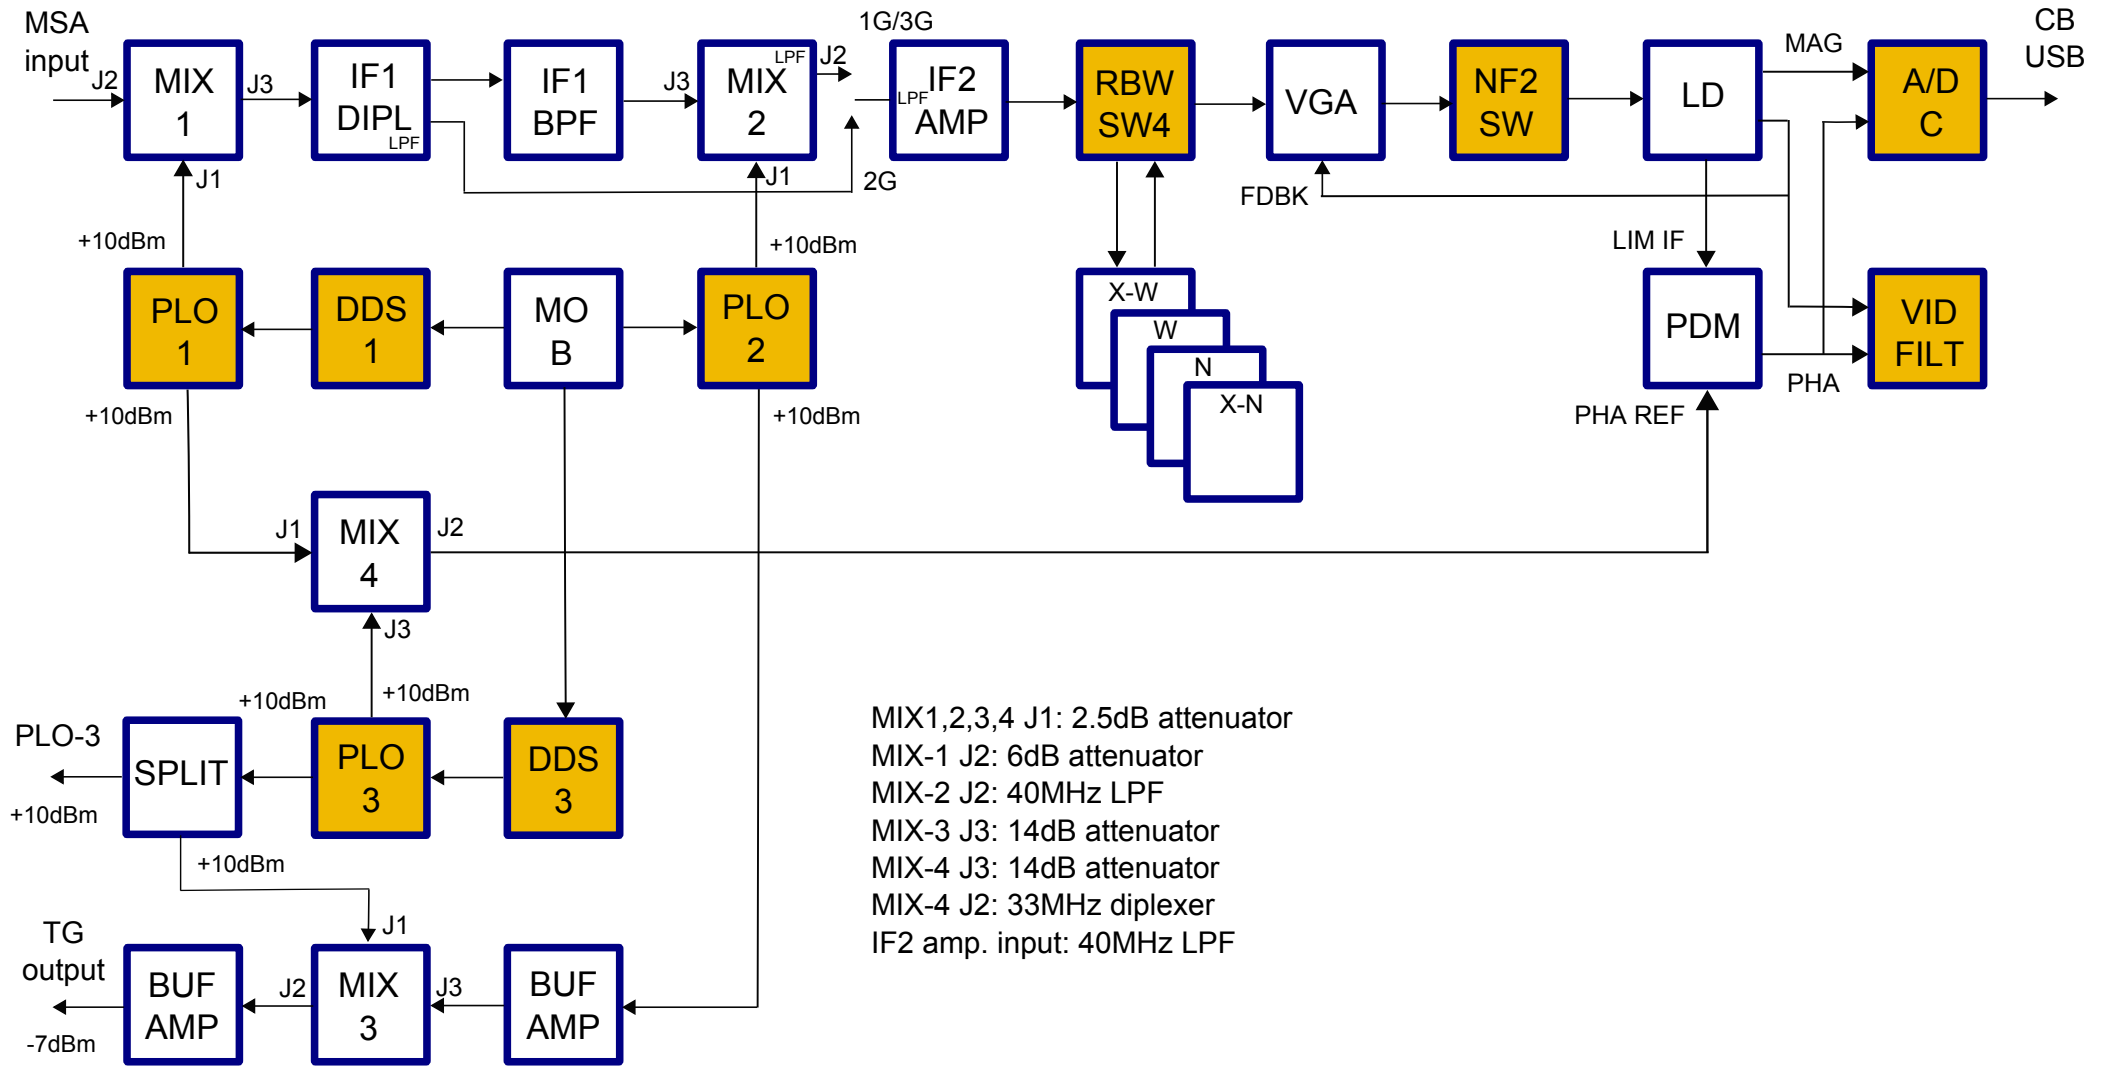 MSA
input
J2
MIX
1
J3
IF1
DIPL
LPF
IF1
BPF
J3
LPF
MIX
2
J2
1G/3G
LPF
IF2
AMP
RBW
SW4
VGA
NF2
SW
LD
MAG
A/D
C
CB
USB
J1
J1
2G
FDBK
+10dBm
+10dBm
LIM IF
PLO
1
DDS
1
MO
B
PLO
2
X-W
W
N
X-N
PDM
VID
FILT
PHA
+10dBm
+10dBm
PHA REF
J1
MIX
4
J2
J3
+10dBm
+10dBm
PLO-3
SPLIT
PLO
3
DDS
3
+10dBm
+10dBm
MIX1,2,3,4 J1: 2.5dB attenuator
MIX-1 J2: 6dB attenuator
MIX-2 J2: 40MHz LPF
MIX-3 J3: 14dB attenuator
MIX-4 J3: 14dB attenuator
MIX-4 J2: 33MHz diplexer
IF2 amp. input: 40MHz LPF
TG
output
-7dBm
BUF
AMP
J2
J1
MIX
3
J3
BUF
AMP